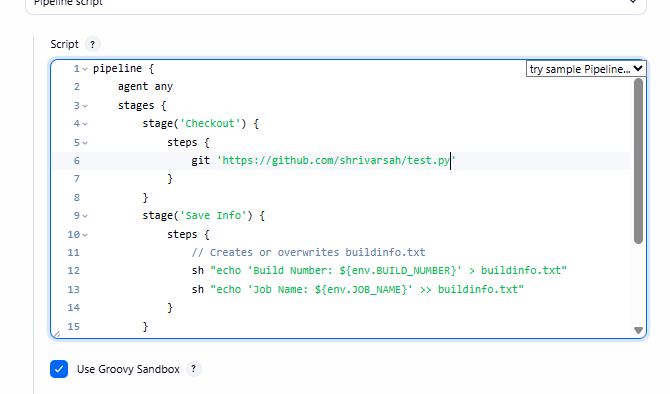 Pipeline script
Script ?
try sample Pipeline...
1 pipeline {
2 agent any
3 stages {
4 stage('Checkout') {
5 steps {
6 git 'https://github.com/shrivarsah/test.py'
7 }
8 }
9 stage('Save Info') {
10 steps {
11 // Creates or overwrites buildinfo.txt
12 sh "echo 'Build Number: ${env.BUILD_NUMBER}' > buildinfo.txt"
13 sh "echo 'Job Name: ${env.JOB_NAME}' >> buildinfo.txt"
14 }
15 }
Use Groovy Sandbox ?